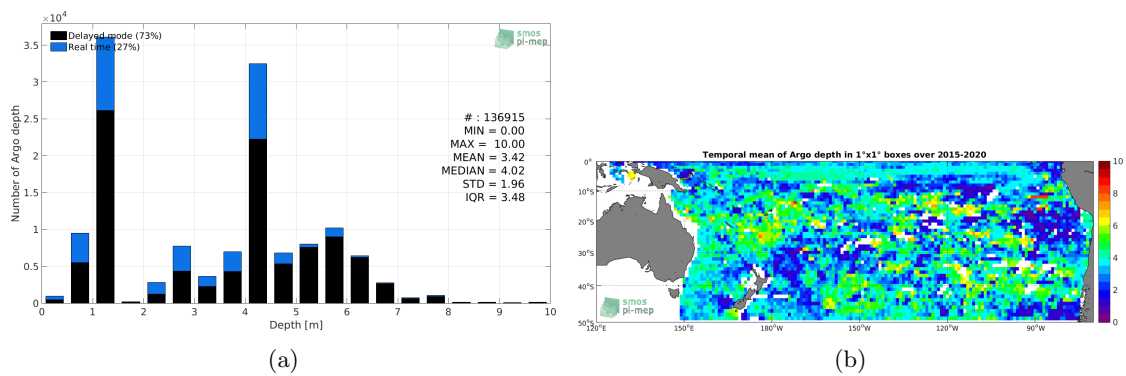 ×10⁴
Delayed mode (73%)
Real time (27%)
smos
pi-mep
3.5
3
2.5
2
1.5
1
0.5
0
Number of Argo depth
# : 136915
MIN = 0.00
MAX = 10.00
MEAN = 3.42
MEDIAN = 4.02
STD = 1.96
IQR = 3.48
0 1 2 3 4 5 6 7 8 9 10
Depth [m]
(a)
Temporal mean of Argo depth in 1°x1° boxes over 2015-2020
0°
10°S
20°S
30°S
40°S
50°S
smos
pi-mep
120°E 150°E 180°W 150°W 120°W 90°W
10
8
6
4
2
0
(b)